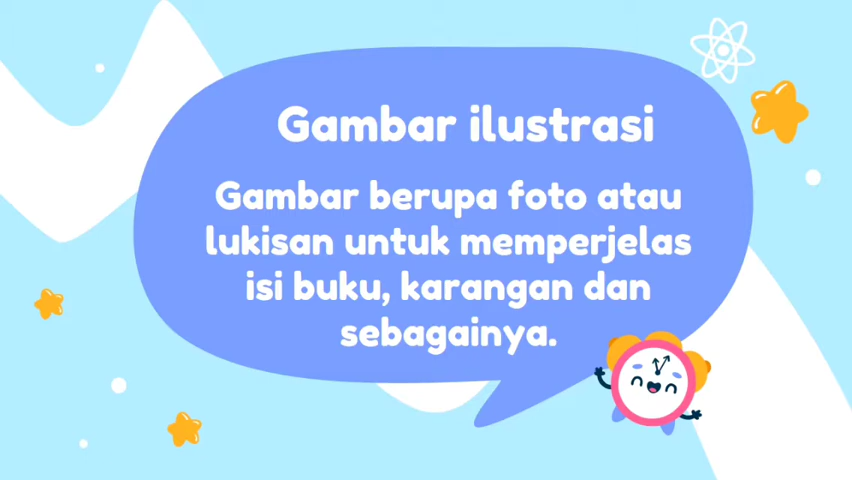 Gambar ilustrasi
Gambar berupa foto atau
lukisan untuk memperjelas
isi buku, karangan dan
sebagainya.